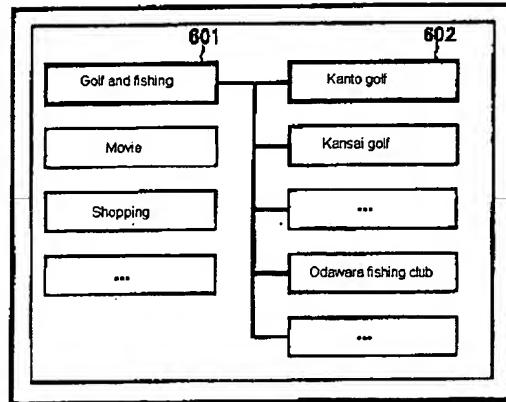 601
602
Golf and fishing
Kanto golf
Movie
Kansai golf
Shopping
...
...
Odawara fishing club
...